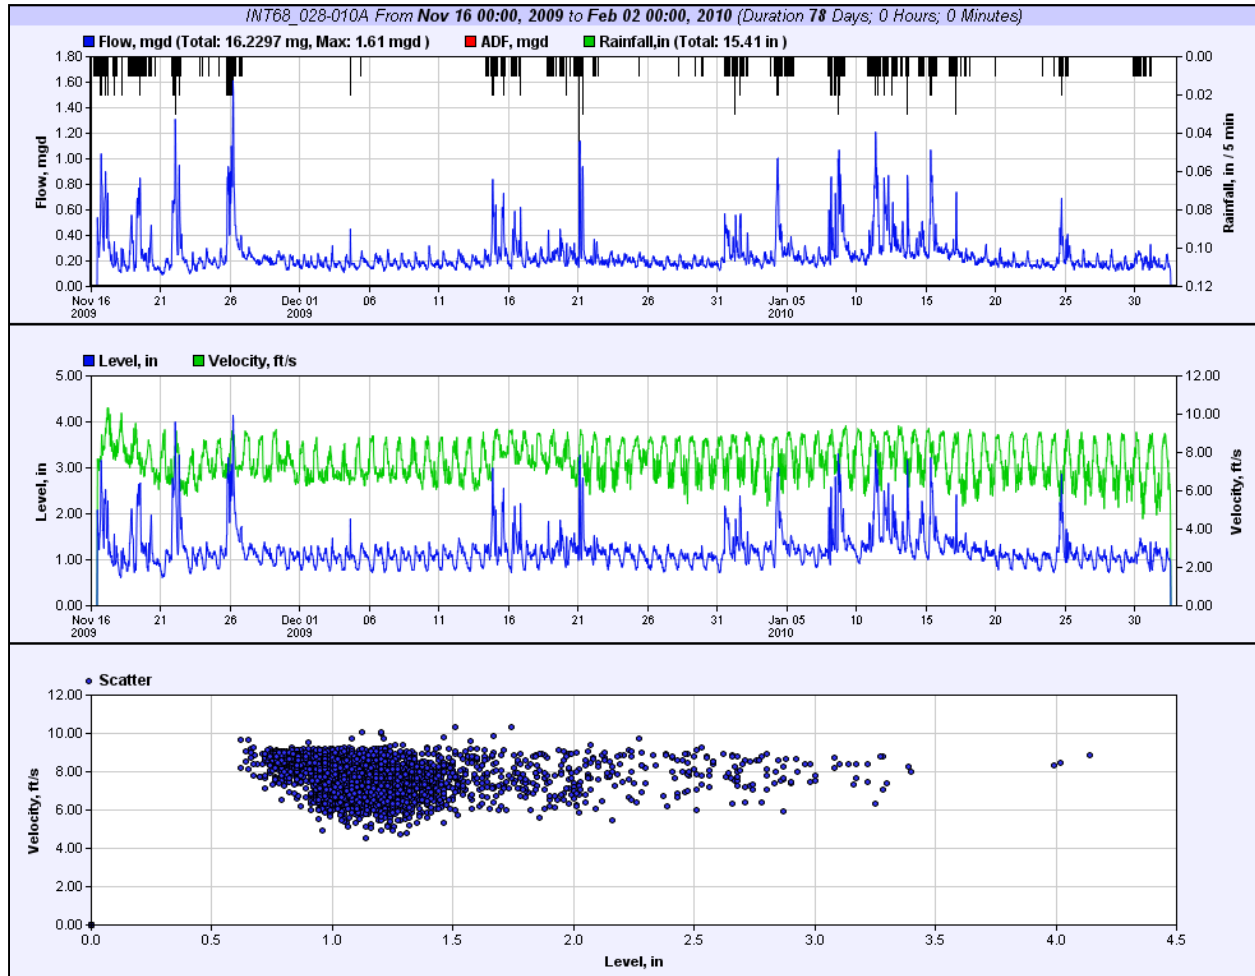 INT68_028-010A From Nov 16 00:00, 2009 to Feb 02 00:00, 2010 (Duration 78 Days; 0 Hours; 0 Minutes)
Flow, mgd (Total: 16.2297 mg, Max: 1.61 mgd ) ADF, mgd Rainfall,in (Total: 15.41 in )
1.80 0.00
1.60
0.02
1.40
1.20 0.04
1.00
0.80 0.06
0.60 0.08
0.40
0.10
0.20
0.00 0.12
Flow, mgd
Rainfall, in / 5 min
Nov 16 21 26 Dec 01 06 11 16 21 26 31 Jan 05 10 15 20 25 30
2009 2009 2010
Level, in Velocity, ft/s
5.00 12.00
4.00 10.00
8.00
3.00
6.00
2.00
4.00
1.00 2.00
0.00 0.00
Level, in
Velocity, ft/s
Nov 16 21 26 Dec 01 06 11 16 21 26 31 Jan 05 10 15 20 25 30
2009 2009 2010
Scatter
12.00
10.00
8.00
6.00
4.00
2.00
0.00
Velocity, ft/s
0.0 0.5 1.0 1.5 2.0 2.5 3.0 3.5 4.0 4.5
Level, in